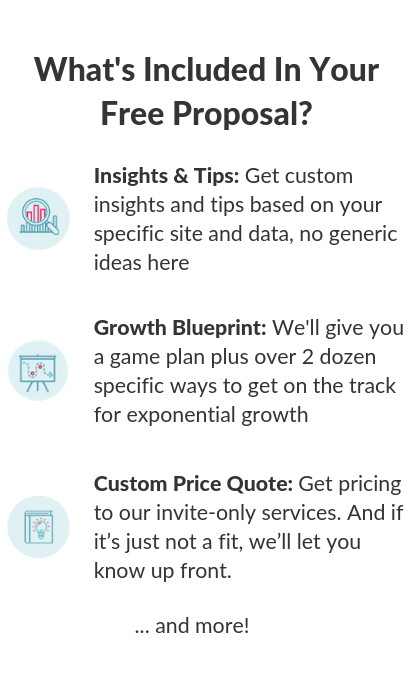 What's Included In Your
Free Proposal?
Insights & Tips: Get custom
insights and tips based on your
specific site and data, no generic
ideas here
Growth Blueprint: We'll give you
a game plan plus over 2 dozen
specific ways to get on the track
for exponential growth
Custom Price Quote: Get pricing
to our invite-only services. And if
it’s just not a fit, we’ll let you
know up front.
... and more!